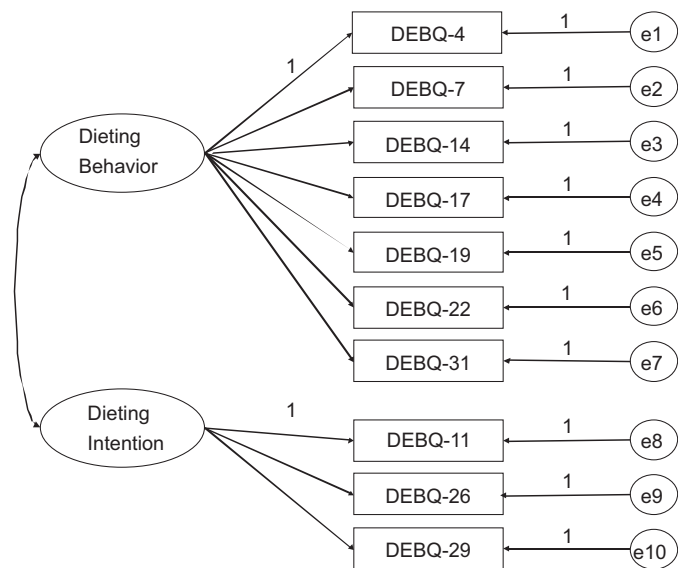 DEBQ-4 1 e1
1
DEBQ-7 1 e2
Dieting
Behavior
DEBQ-14 1 e3
DEBQ-17 1 e4
DEBQ-19 1 e5
DEBQ-22 1 e6
DEBQ-31 1 e7
Dieting
Intention
1
DEBQ-11 1 e8
DEBQ-26 1 e9
DEBQ-29 1 e10